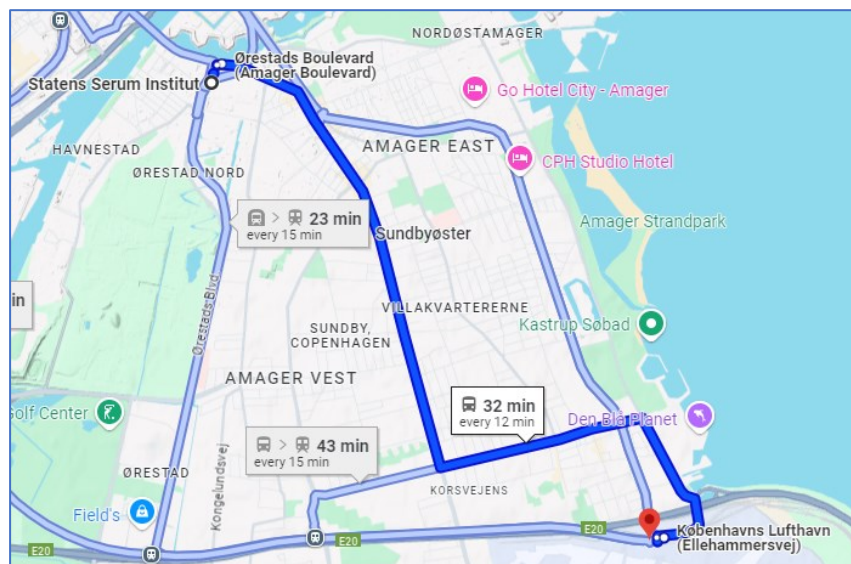 NORDØSTAMAGER
Ørestads Boulevard
(Amager Boulevard)
Statens Serum Institut
Go Hotel City - Amager
HAVNESTAD
AMAGER EAST
CPH Studio Hotel
ØRESTAD NORD
23 min
every 15 min
Amager Strandpark
Sundbyøster
in
Ørestads Blvd
VILLAKVARTERERNE
SUNDBY,
COPENHAGEN
Kastrup Søbad
AMAGER VEST
32 min
every 12 min
Golf Center
Den Blå Planet
43 min
every 15 min
Kongelundsvej
ØRESTAD
KORSVEJENS
Field's
E20
E20
E20
Københavns Lufthavn
(Ellehammersvej)